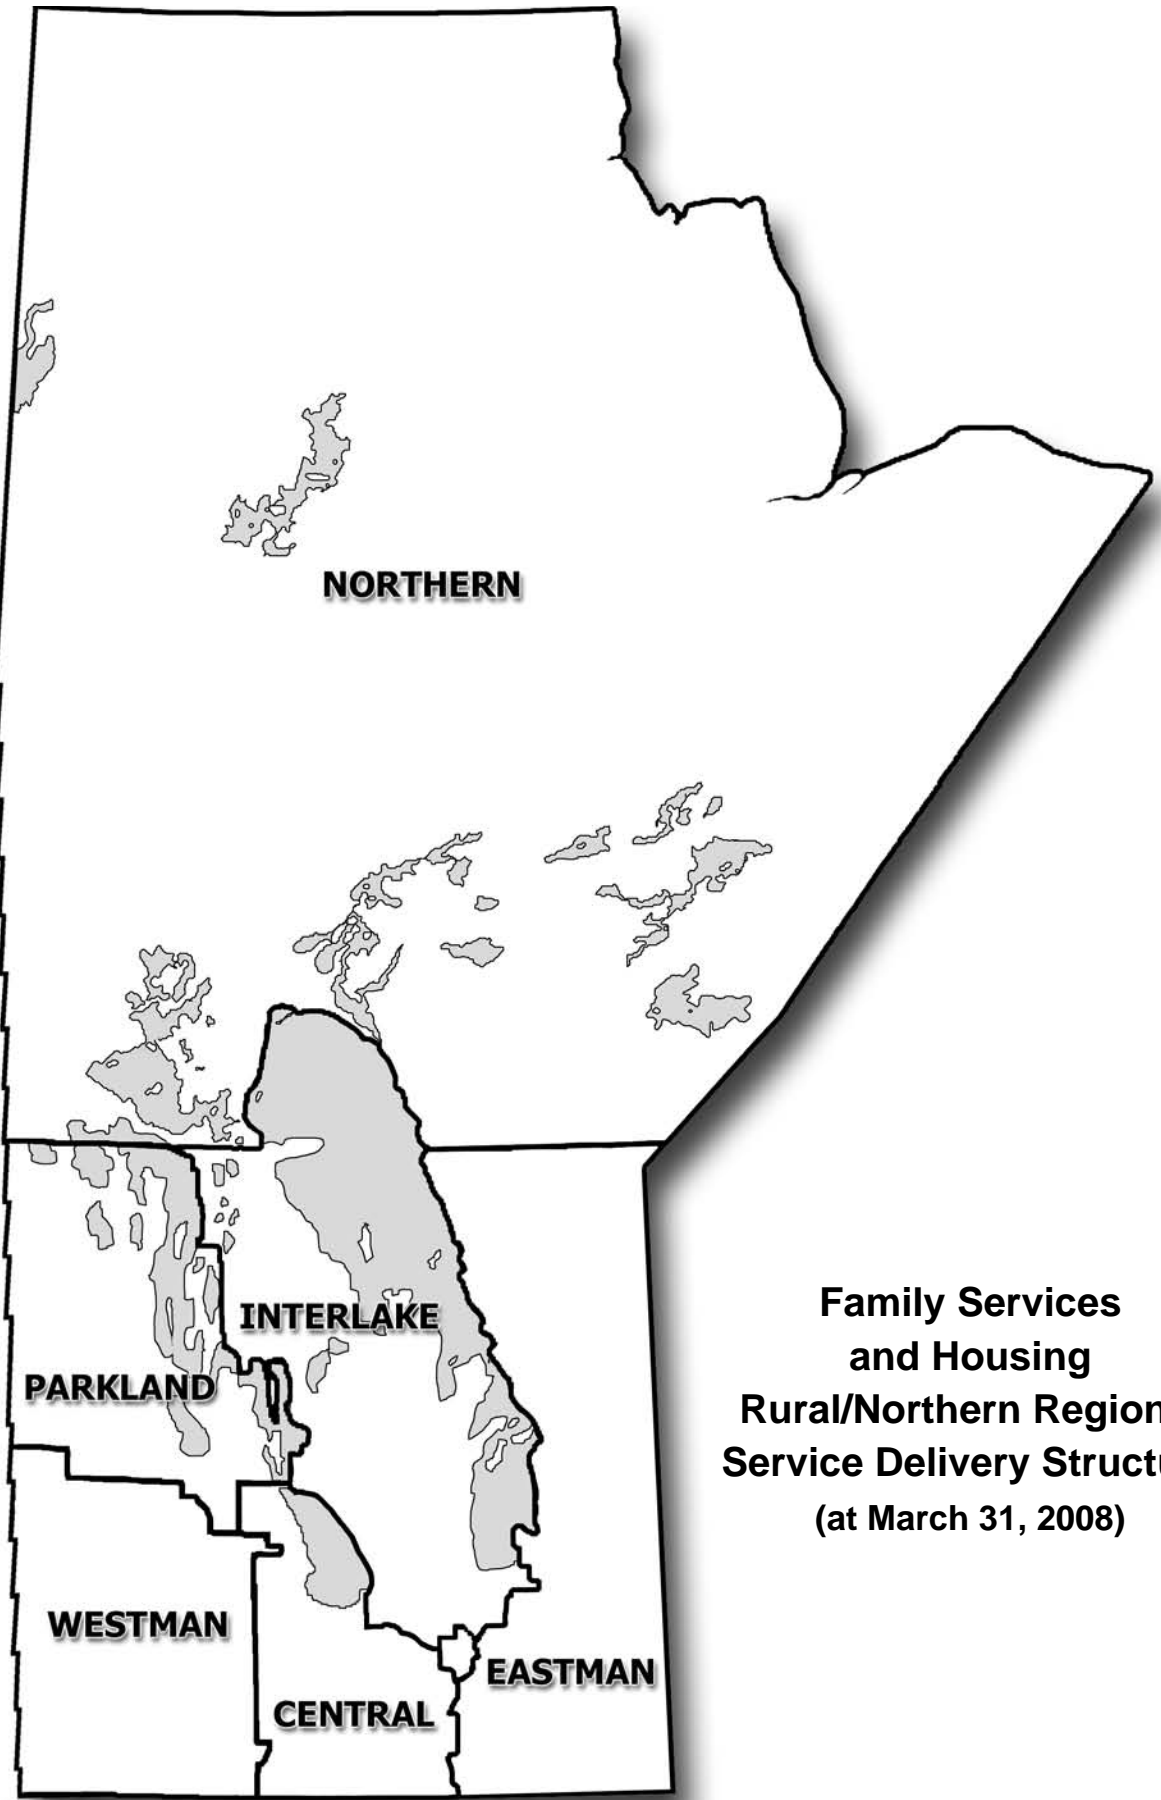 NORTHERN
INTERLAKE
PARKLAND
WESTMAN
EASTMAN
CENTRAL
Family Services
and Housing
Rural/Northern Region
Service Delivery Struct
(at March 31, 2008)